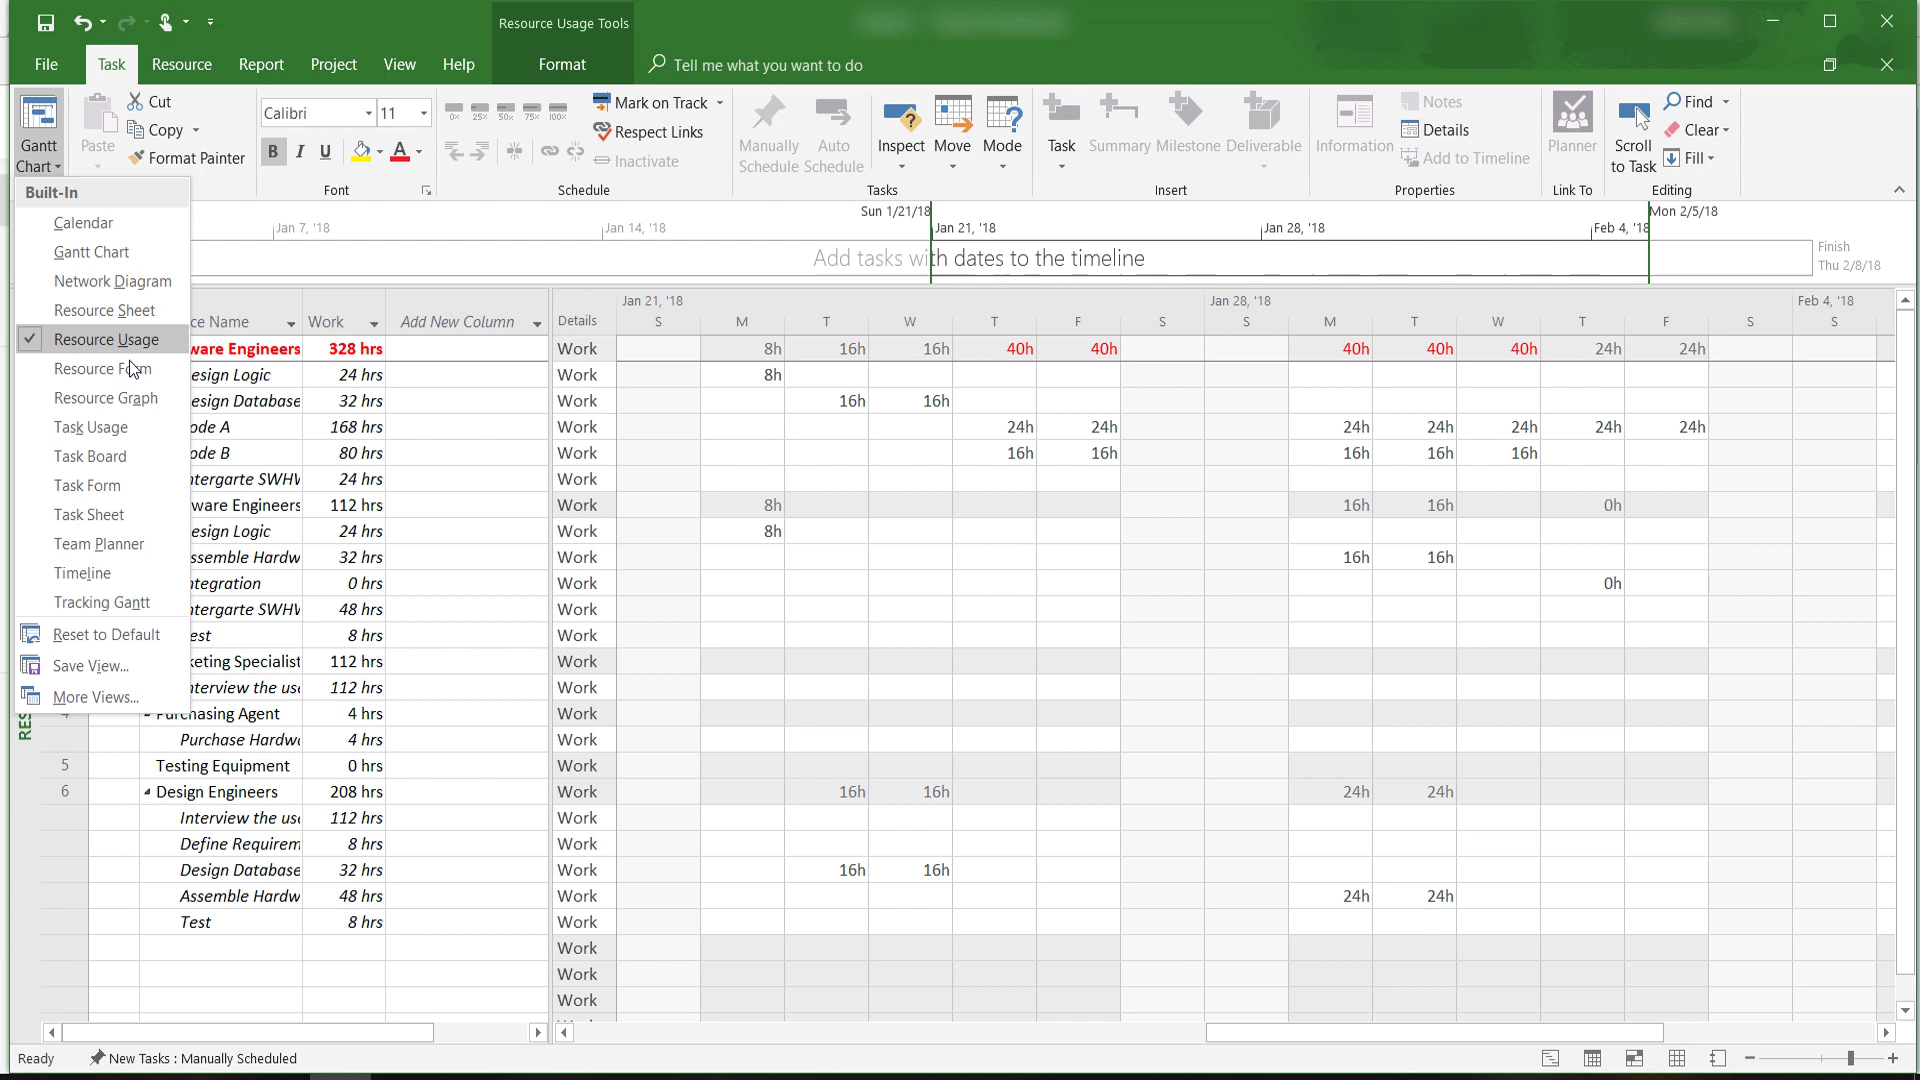 Resource Usage Tools
File Task Resource Report Project View Help Format Tell me what you want to do
Gantt Chart
Paste
Cut
Copy
Format Painter
Calibri 11
B I U A
Font
0% 25% 50% 75% 100%
Mark on Track
Respect Links
Inactivate
Schedule
Manually Schedule
Auto Schedule
Inspect
Move
Mode
Tasks
Task
Summary
Milestone
Deliverable
Insert
Information
Notes
Details
Add to Timeline
Properties
Planner
Link To
Scroll to Task
Find
Clear
Fill
Editing
Built-In
Calendar
Gantt Chart
Network Diagram
Resource Sheet
Resource Usage
Resource Form
Resource Graph
Task Usage
Task Board
Task Form
Task Sheet
Team Planner
Timeline
Tracking Gantt
Reset to Default
Save View...
More Views...
Sun 1/21/18 Mon 2/5/18
Jan 7, '18 Jan 14, '18 Jan 21, '18 Jan 28, '18 Feb 4, '18
Add tasks with dates to the timeline
Finish
Thu 2/8/18
Jan 21, '18 Jan 28, '18 Feb 4, '18
ce Name Work Add New Column Details S M T W T F S S M T W T F S S
ware Engineers 328 hrs Work 8h 16h 16h 40h 40h 40h 40h 40h 24h 24h
esign Logic 24 hrs Work 8h
esign Database 32 hrs Work 16h 16h
ode A 168 hrs Work 24h 24h 24h 24h 24h 24h 24h
ode B 80 hrs Work 16h 16h 16h 16h 16h
ntergarte SWHW 24 hrs Work
ware Engineers 112 hrs Work 8h 16h 16h 0h
esign Logic 24 hrs Work 8h
ssemble Hardw 32 hrs Work 16h 16h
ntegration 0 hrs Work 0h
ntergarte SWHW 48 hrs Work
est 8 hrs Work
keting Specialist 112 hrs Work
nterview the use 112 hrs Work
4 Purchasing Agent 4 hrs Work
Purchase Hardwa 4 hrs Work
5 Testing Equipment 0 hrs Work
6 Design Engineers 208 hrs Work 16h 16h 24h 24h
Interview the use 112 hrs Work
Define Requirem 8 hrs Work
Design Database 32 hrs Work 16h 16h
Assemble Hardw 48 hrs Work 24h 24h
Test 8 hrs Work
Work
Work
Work
RES
Ready New Tasks : Manually Scheduled